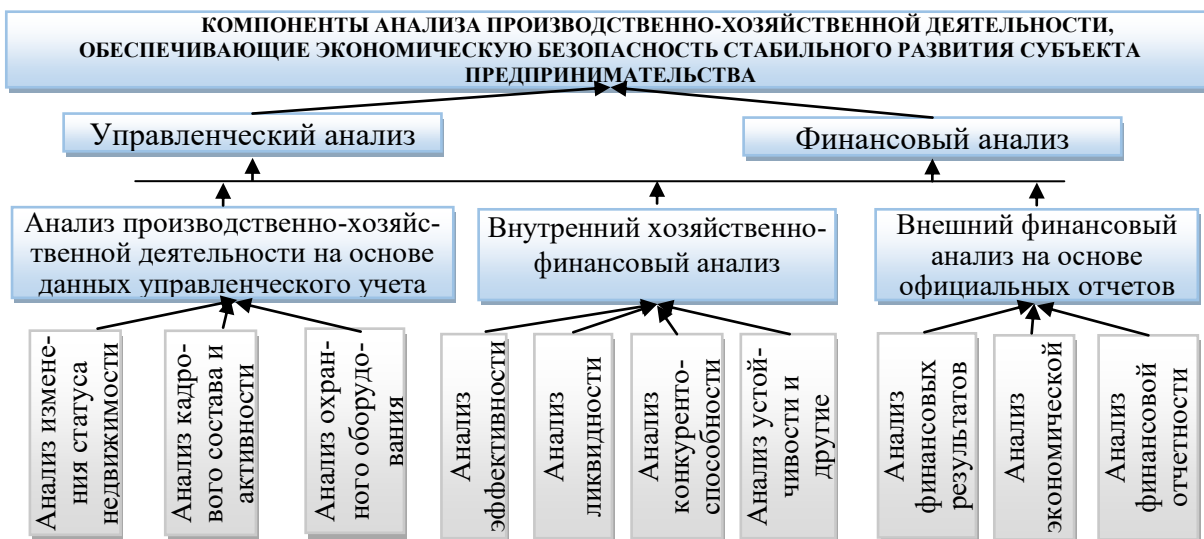 КОМПОНЕНТЫ АНАЛИЗА ПРОИЗВОДСТВЕННО-ХОЗЯЙСТВЕННОЙ ДЕЯТЕЛЬНОСТИ,
ОБЕСПЕЧИВАЮЩИЕ ЭКОНОМИЧЕСКУЮ БЕЗОПАСНОСТЬ СТАБИЛЬНОГО РАЗВИТИЯ СУБЪЕКТА
ПРЕДПРИНИМАТЕЛЬСТВА
Управленческий анализ
Финансовый анализ
Анализ производственно-хозяйс-
твенной деятельности на основе
данных управленческого учета
Внутренний хозяйственно-
финансовый анализ
Внешний финансовый
анализ на основе
официальных отчетов
Анализ измене-
ния статуса
недвижимости
Анализ кадро-
вого состава и
активности
Анализ охран-
ного оборудо-
вания
Анализ
эффективности
Анализ
ликвидности
Анализ
конкуренто-
способности
Анализ устой-
чивости и
другие
Анализ
финансовых
результатов
Анализ
экономической
Анализ
финансовой
отчетности